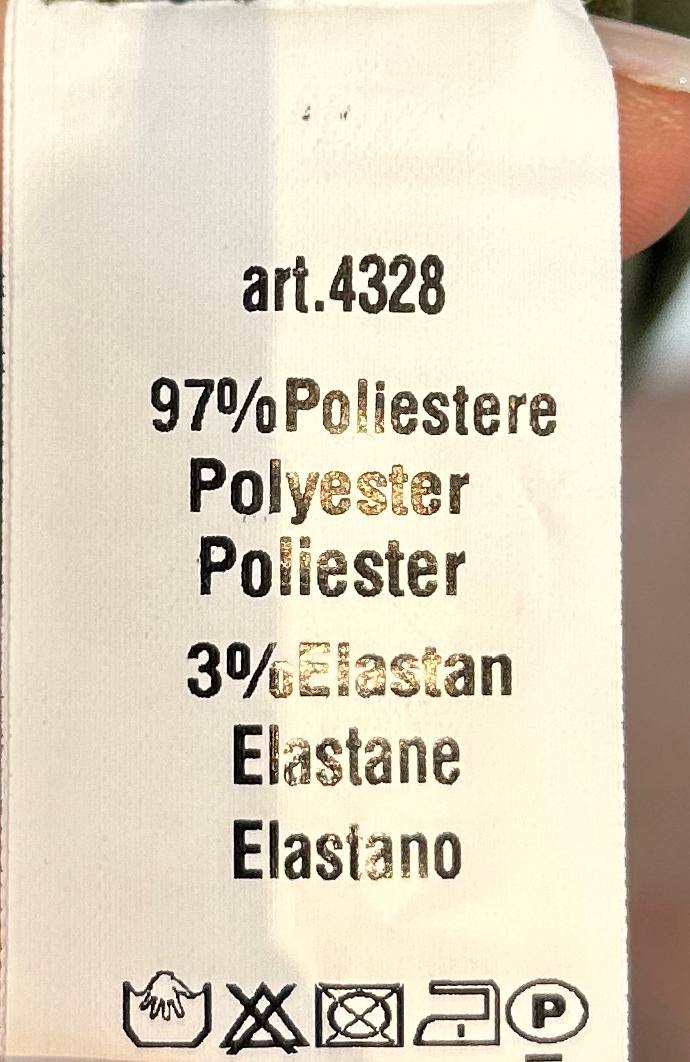 art.4328
97%Poliestere
Polyester
Poliester
3%Elastan
Elastane
Elastano
P